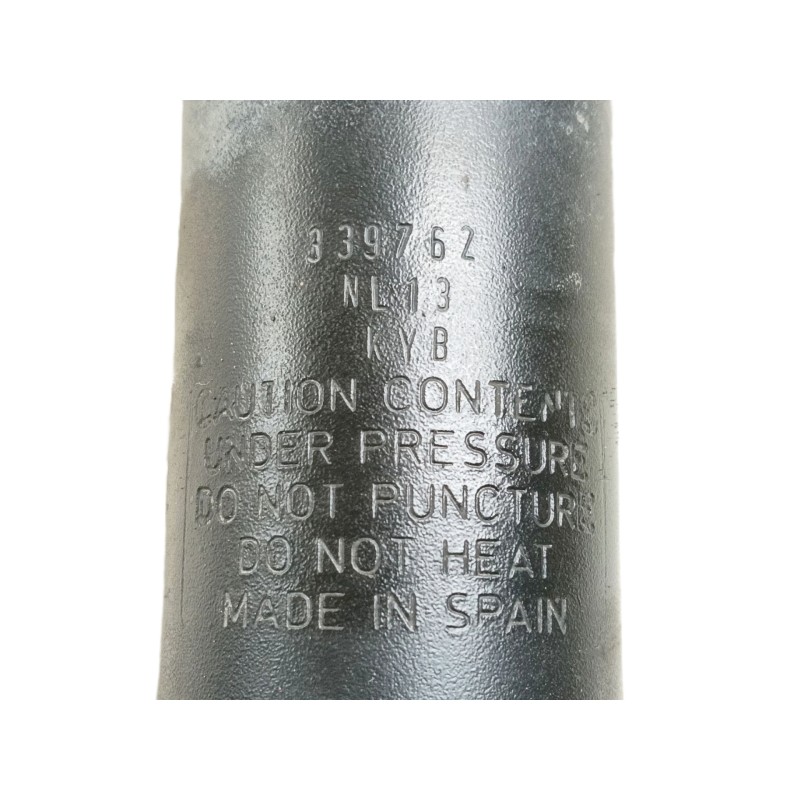 339762
NL13
KYB
CAUTION CONTENTS
UNDER PRESSURE
DO NOT PUNCTURE
DO NOT HEAT
MADE IN SPAIN